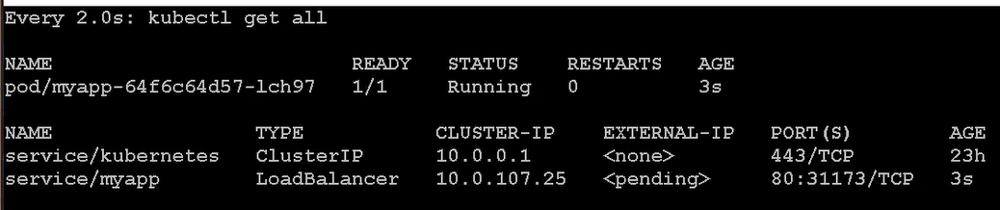 Every 2.0s: kubectl get all
NAME READY STATUS RESTARTS AGE
pod/myapp-64f6c64d57-lch97 1/1 Running 0 3s
NAME TYPE CLUSTER-IP EXTERNAL-IP PORT(S) AGE
service/kubernetes ClusterIP 10.0.0.1 <none> 443/TCP 23h
service/myapp LoadBalancer 10.0.107.25 <pending> 80:31173/TCP 3s